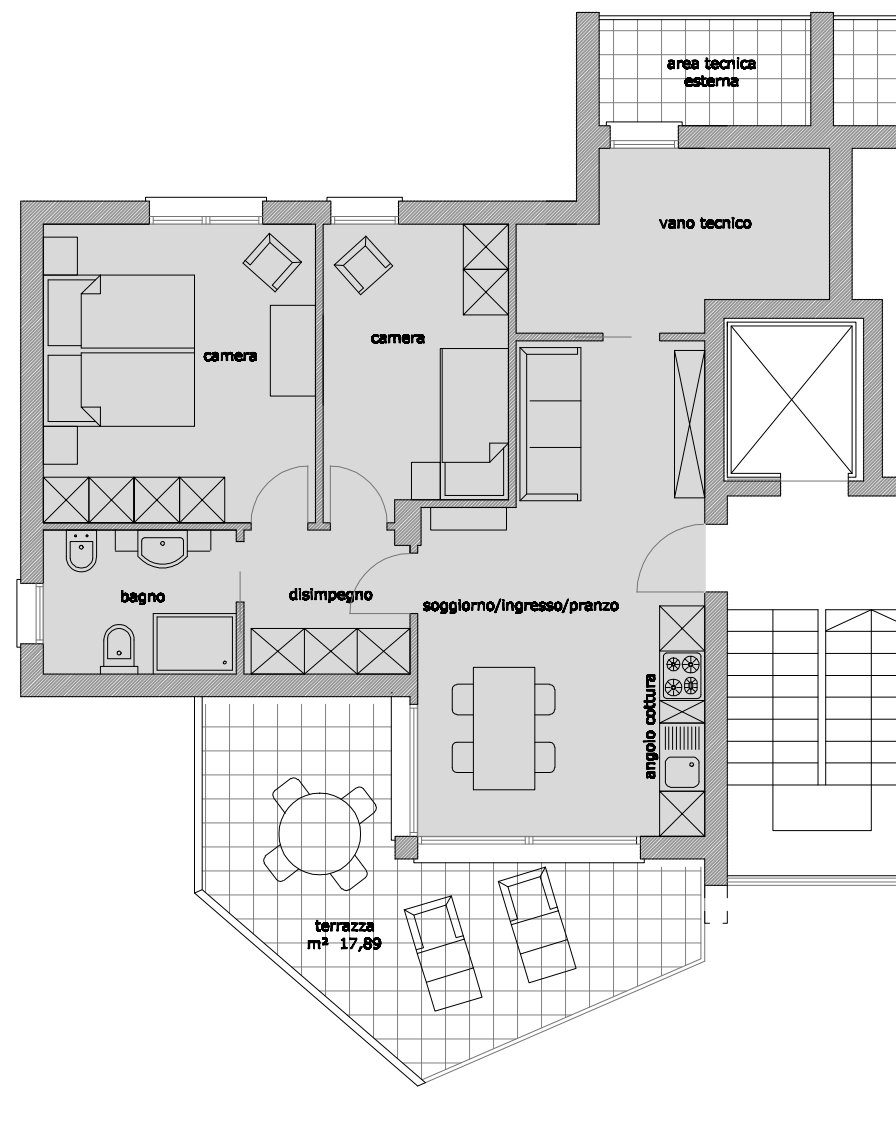 area tecnica
esterna
vano tecnico
camera
camera
bagno
disimpegno
soggiorno/ingresso/pranzo
angolo cottura
terrazza
m² 17,89